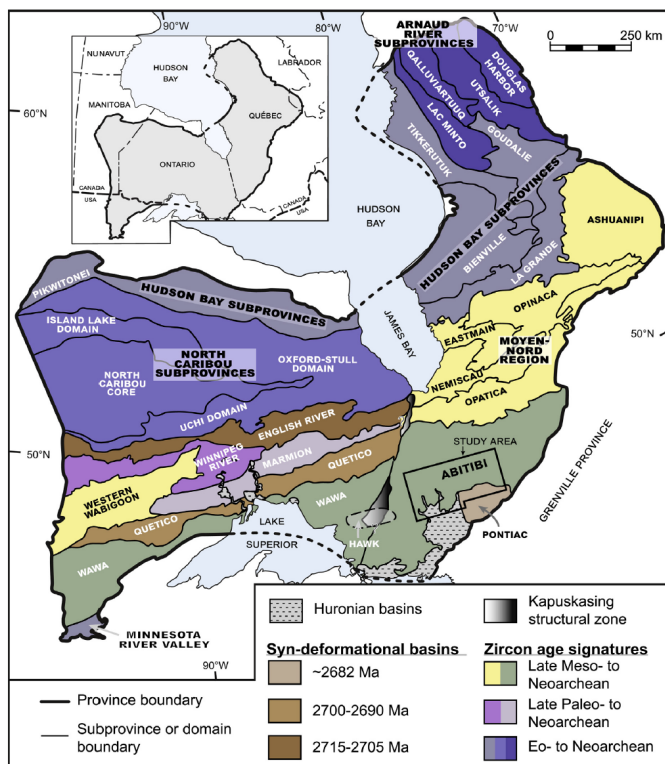 90°W
70°W
ARNAUD
RIVER
SUBPROVINCES
0 250 km
NUNAVUT
HUDSON
BAY
LABRADOR
MANITOBA
QUÉBEC
ONTARIO
CANADA
USA
CANADA
USA
60°N
DOUGLAS
HARBOR
UTSALIK
QALLUVIARTUUQ
LAC MINTO
GOUDALIE
TIKKERUTUK
HUDSON
BAY
HUDSON BAY SUBPROVINCES
BIENVILLE
LA GRANDE
ASHUANIPI
PIKWITONEI
HUDSON BAY SUBPROVINCES
ISLAND LAKE
DOMAIN
NORTH
CARIBOU
SUBPROVINCES
OXFORD-STULL
DOMAIN
NORTH
CARIBOU
CORE
UCHI DOMAIN
JAMES BAY
OPINACA
EASTMAIN
MOYEN-
NORD
REGION
NEMISCAU
OPATICA
50°N
50°N
ENGLISH RIVER
WINNIPEG
RIVER
MARMION
QUETICO
WESTERN
WABIGOON
QUETICO
WAWA
WAWA
LAKE
SUPERIOR
HAWK
STUDY AREA
ABITIBI
PONTIAC
GRENVILLE PROVINCE
MINNESOTA
RIVER VALLEY
90°W
Province boundary
Subprovince or domain
boundary
Huronian basins
Kapuskasing
structural zone
Syn-deformational basins
~2682 Ma
2700-2690 Ma
2715-2705 Ma
Zircon age signatures
Late Meso- to
Neoarchean
Late Paleo- to
Neoarchean
Eo- to Neoarchean